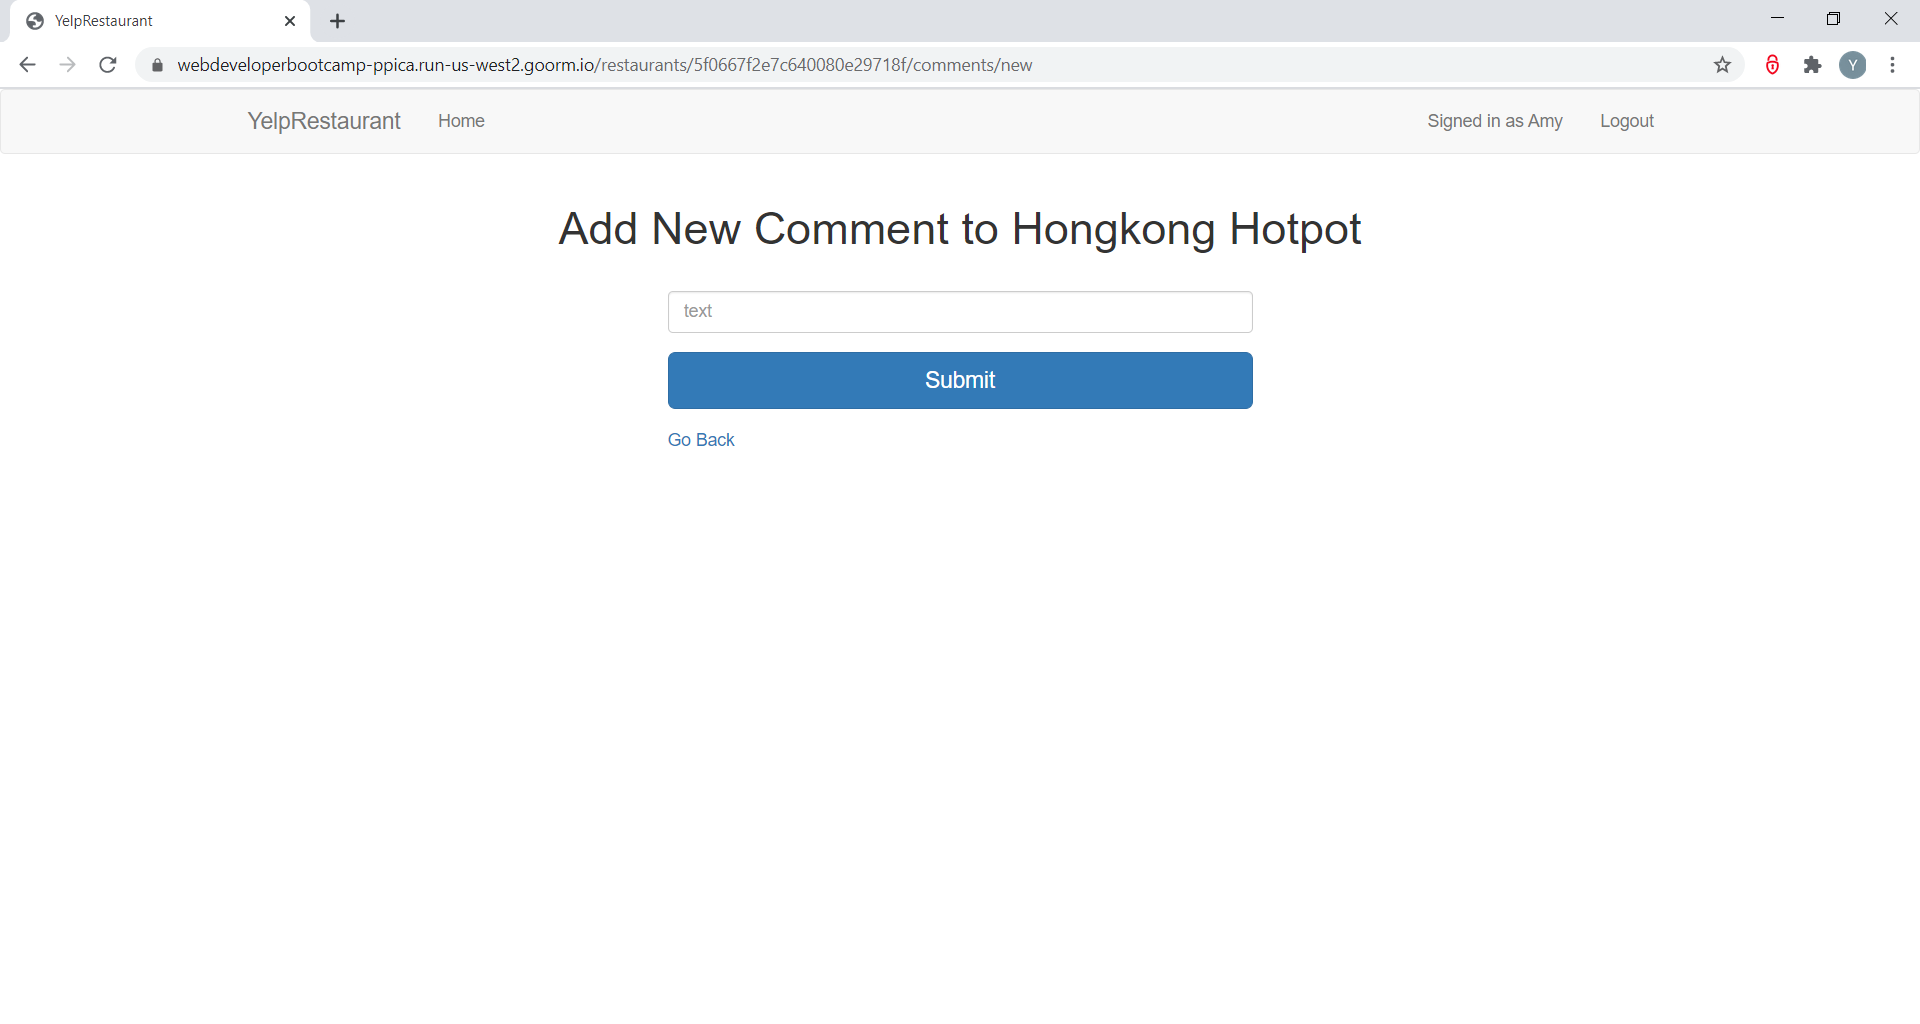 YelpRestaurant
webdeveloperbootcamp-ppica.run-us-west2.goorm.io/restaurants/5f0667f2e7c640080e29718f/comments/new
Y
YelpRestaurant Home Signed in as Amy Logout
Add New Comment to Hongkong Hotpot
text
Submit
Go Back